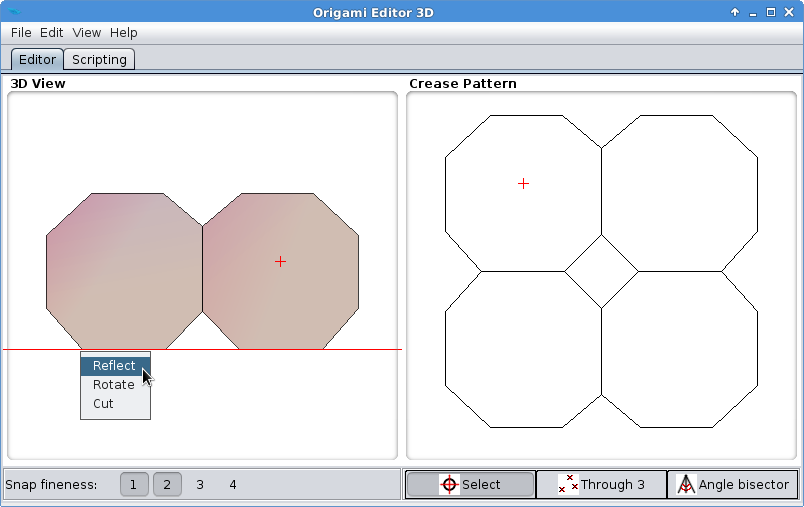 Origami Editor 3D
File Edit View Help
Editor Scripting
3D View
Crease Pattern
Reflect
Rotate
Cut
Snap fineness: 1 2 3 4
Select Through 3 Angle bisector